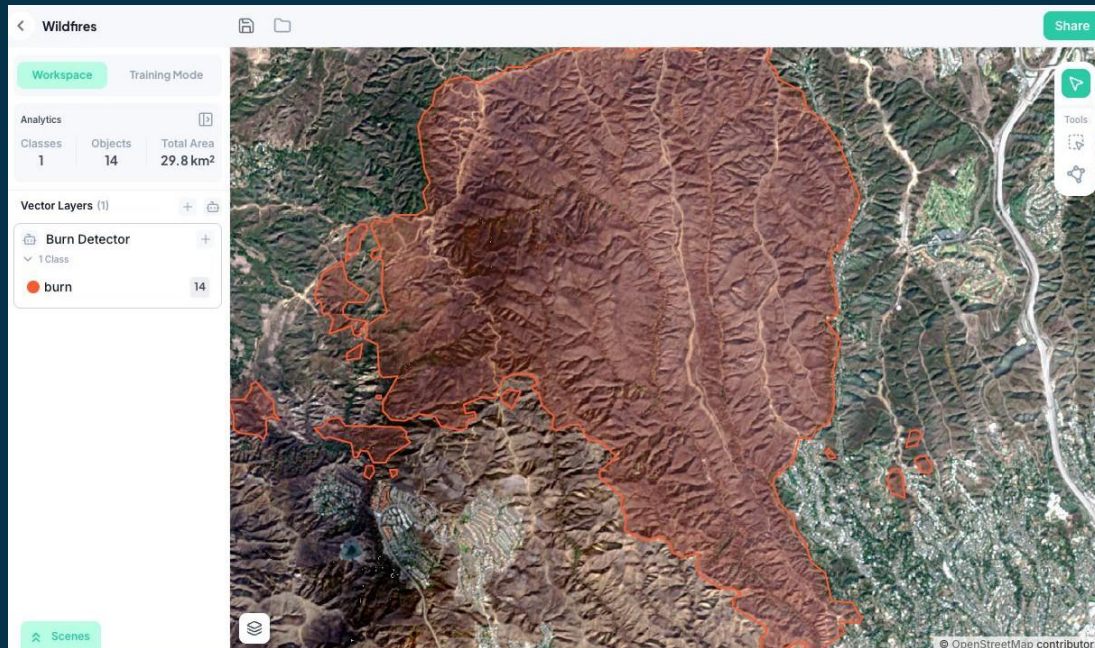 Wildfires
Share
Workspace
Training Mode
Analytics
Classes
Objects
Total Area
1
14
29.8 km²
Tools
Vector Layers (1)
Burn Detector
1 Class
burn
14
Scenes
© OpenStreetMap contributor